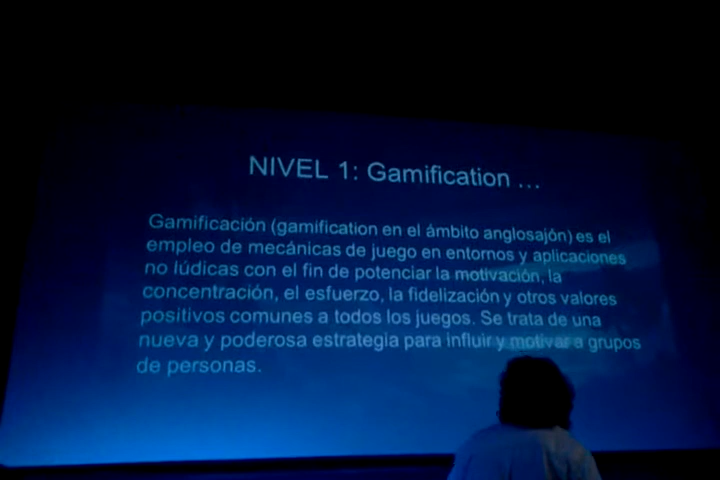 NIVEL 1: Gamification ...
Gamificación (gamification en el ámbito anglosajón) es el
empleo de mecánicas de juego en entornos y aplicaciones
no lúdicas con el fin de potenciar la motivación, la
concentración, el esfuerzo, la fidelización y otros valores
positivos comunes a todos los juegos. Se trata de una
nueva y poderosa estrategia para influir y motivar a grupos
de personas.